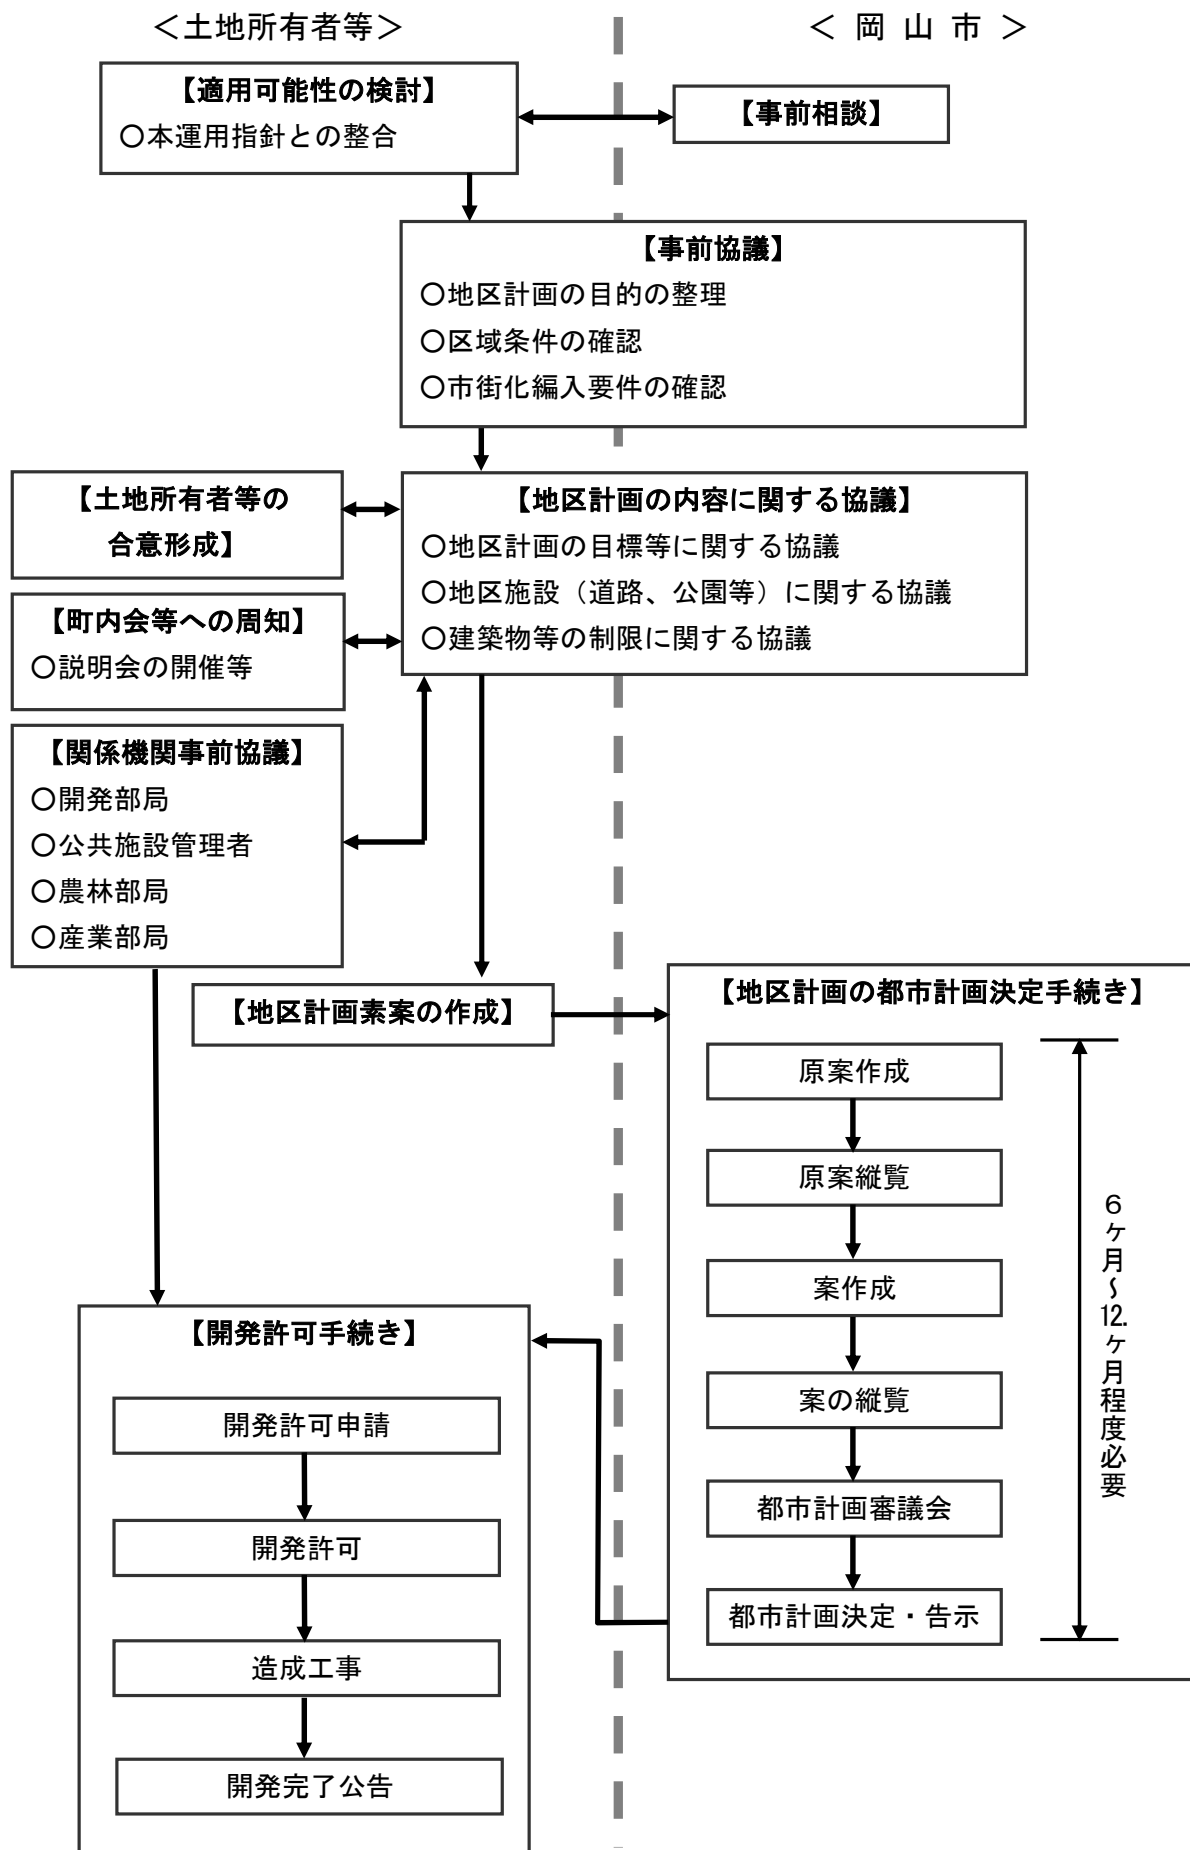 ＜土地所有者等＞
＜ 岡 山 市 ＞
【適用可能性の検討】
○本運用指針との整合
【事前相談】
【事前協議】
○地区計画の目的の整理
○区域条件の確認
○市街化編入要件の確認
【土地所有者等の
合意形成】
【地区計画の内容に関する協議】
○地区計画の目標等に関する協議
○地区施設（道路、公園等）に関する協議
○建築物等の制限に関する協議
【町内会等への周知】
○説明会の開催等
【関係機関事前協議】
○開発部局
○公共施設管理者
○農林部局
○産業部局
【地区計画素案の作成】
【地区計画の都市計画決定手続き】
原案作成
原案縦覧
案作成
案の縦覧
都市計画審議会
都市計画決定・告示
６ヶ月～12.ヶ月程度必要
【開発許可手続き】
開発許可申請
開発許可
造成工事
開発完了公告